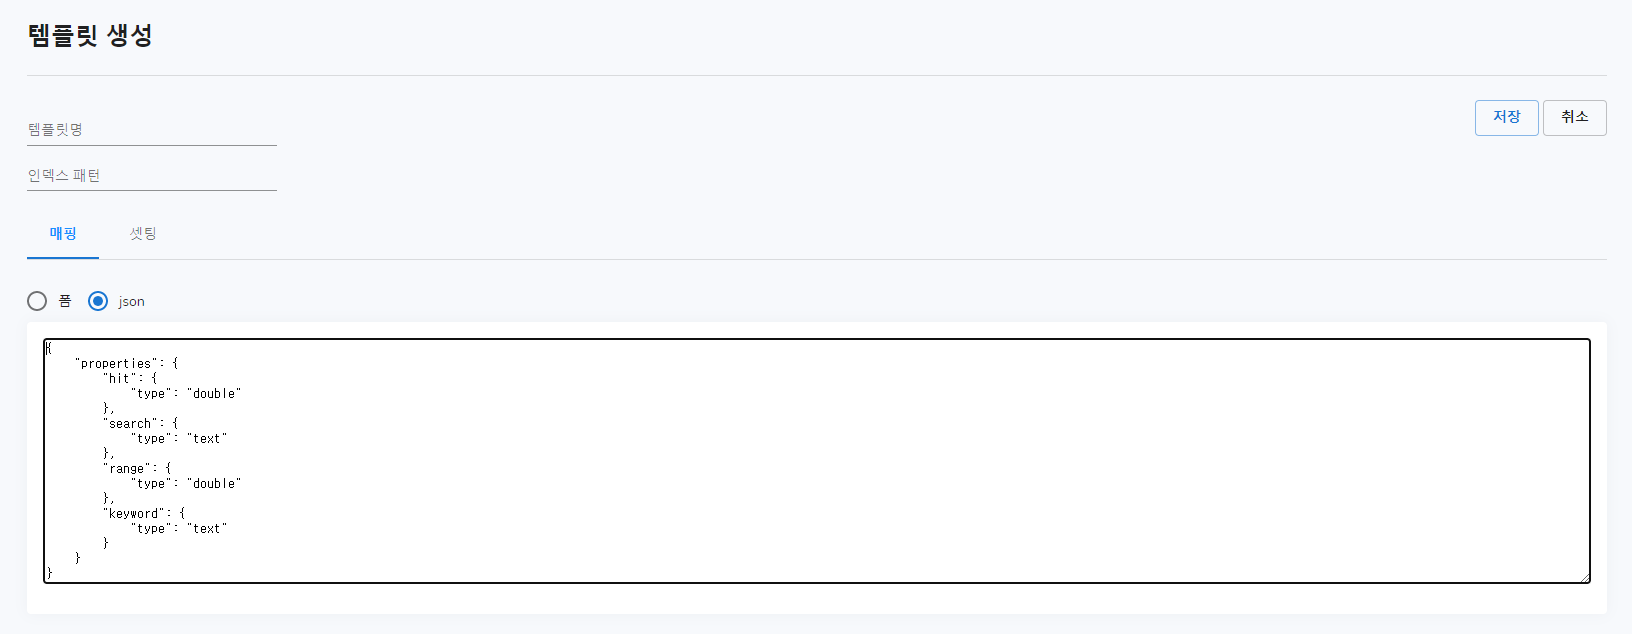 템플릿 생성
저장 취소
템플릿명
인덱스 패턴
매핑 셋팅
폼 json
{
    "properties": {
        "hit": {
            "type": "double"
        },
        "search": {
            "type": "text"
        },
        "range": {
            "type": "double"
        },
        "keyword": {
            "type": "text"
        }
    }
}